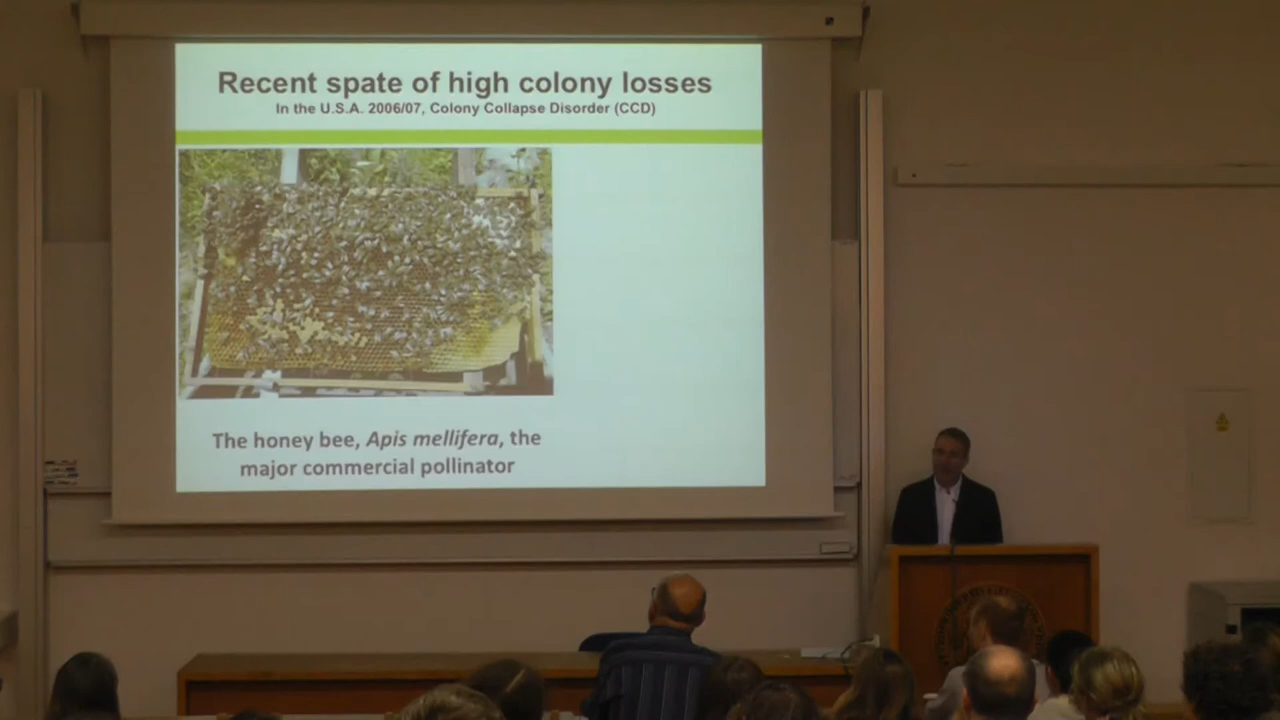 Recent spate of high colony losses
In the U.S.A. 2006/07, Colony Collapse Disorder (CCD)
The honey bee, Apis mellifera, the
major commercial pollinator